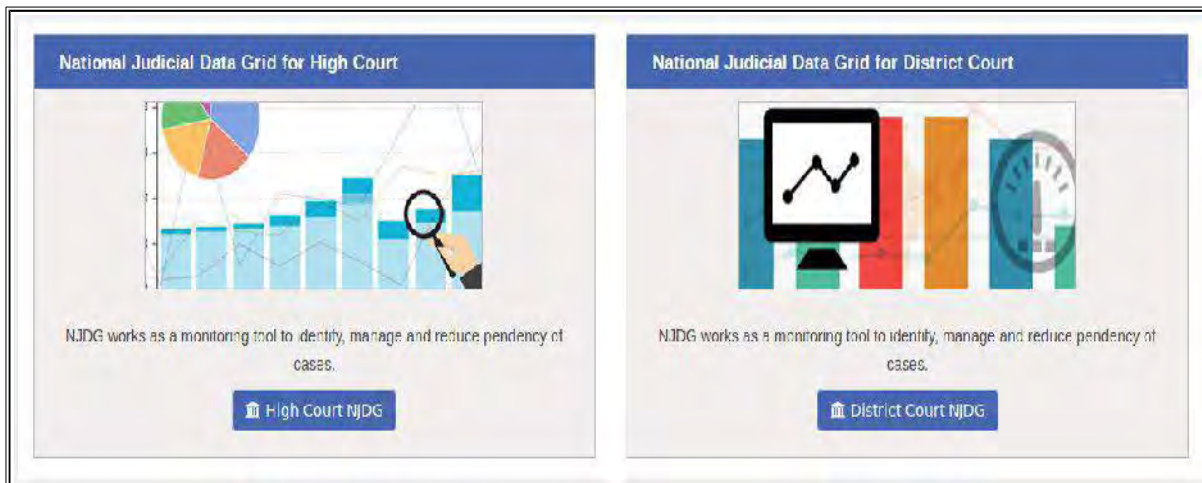 National Judicial Data Grid for High Court
NJDG works as a monitoring tool to identify, manage and reduce pendency of
cases.
High Court NJDG
National Judicial Data Grid for District Court
NJDG works as a monitoring tool to identify, manage and reduce pendency of
cases.
District Court NJDG